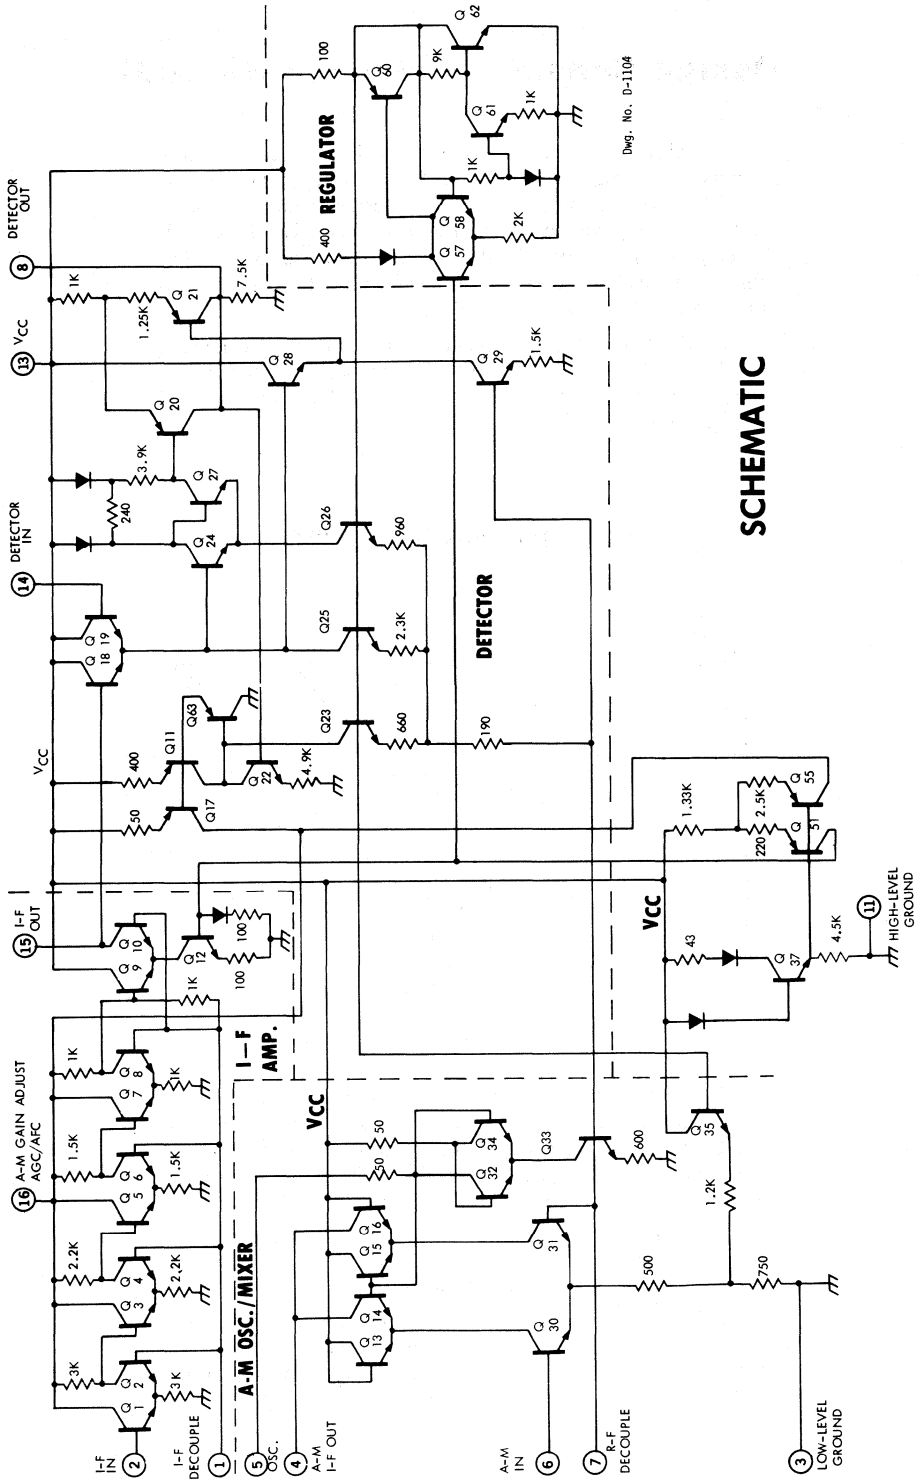 16 A-M GAIN ADJUST
AGC/AFC
15 I-F
OUT
VCC
14 DETECTOR
IN
13 VCC
8 DETECTOR
OUT
3K
2.2K
1.5K
1K
Q 1
Q 2
Q 3
Q 4
Q 5
Q 6
Q 7
Q 8
Q 9
Q 10
3K
2.2K
1.5K
1K
1K
Q 12
100
100
I-F
AMP.
I-F
IN
2
I-F
DECOUPLE
1
50
400
Q17
Q11
Q63
Q 22
4.9K
Q 18
Q 19
240
3.9K
Q 24
Q 27
Q 20
1K
1.25K
Q 21
7.5K
Q23
660
Q25
2.3K
Q26
960
190
Q 28
Q 29
1.5K
DETECTOR
REGULATOR
400
100
Q 57
Q 58
Q 60
9K
Q 62
Q 61
1K
1K
2K
Dwg. No. D-1104
A-M OSC./MIXER
5
OSC.
4
A-M
I-F OUT
VCC
50
50
Q 13
Q 14
Q 15
Q 16
Q 32
Q 34
Q33
600
Q 30
Q 31
A-M
IN
6
R-F
DECOUPLE
7
500
750
1.2K
Q 35
3
LOW-LEVEL
GROUND
VCC
43
Q 37
4.5K
11
HIGH-LEVEL
GROUND
1.33K
220
2.5K
Q 51
Q 55
SCHEMATIC